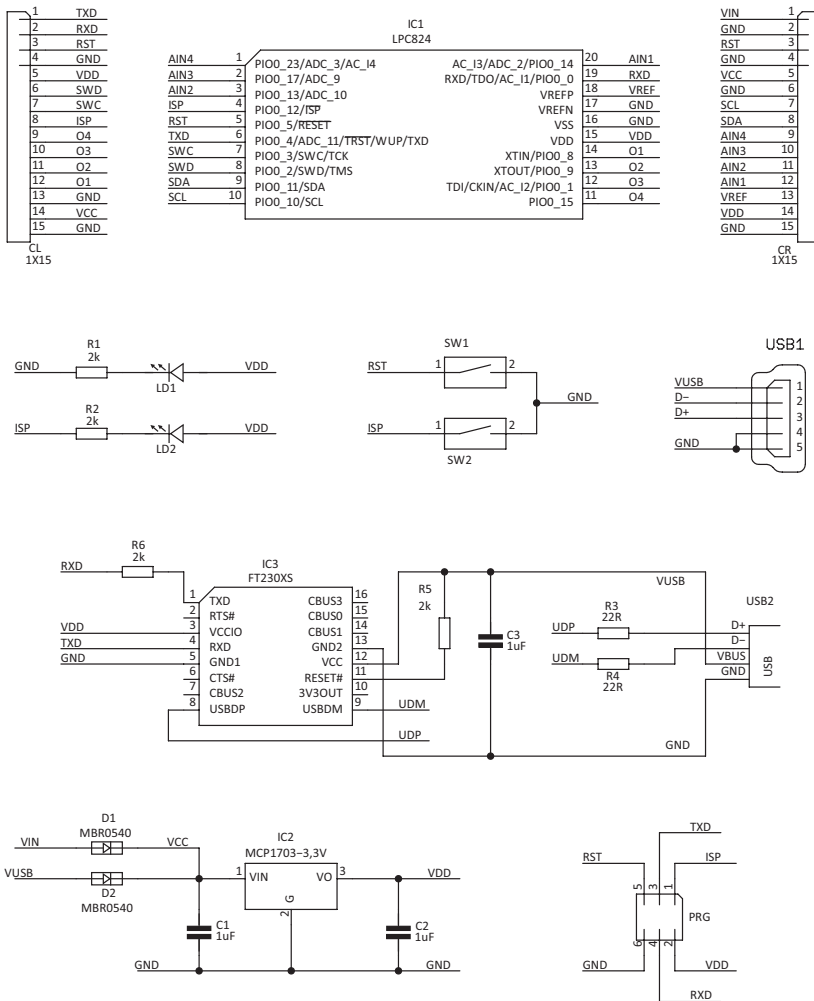 1 TXD
2 RXD
3 RST
4 GND
5 VDD
6 SWD
7 SWC
8 ISP
9 O4
10 O3
11 O2
12 O1
13 GND
14 VCC
15 GND
CL
1X15
IC1
LPC824
AIN4 1 PIO0_23/ADC_3/AC_I4
AIN3 2 PIO0_17/ADC_9
AIN2 3 PIO0_13/ADC_10
ISP 4 PIO0_12/ISP
RST 5 PIO0_5/RESET
TXD 6 PIO0_4/ADC_11/TRST/WUP/TXD
SWC 7 PIO0_3/SWC/TCK
SWD 8 PIO0_2/SWD/TMS
SDA 9 PIO0_11/SDA
SCL 10 PIO0_10/SCL
AC_I3/ADC_2/PIO0_14 20 AIN1
RXD/TDO/AC_I1/PIO0_0 19 RXD
VREFP 18 VREF
VREFN 17 GND
VSS 16 GND
VDD 15 VDD
XTIN/PIO0_8 14 O1
XTOUT/PIO0_9 13 O2
TDI/CKIN/AC_I2/PIO0_1 12 O3
PIO0_15 11 O4
VIN 1
GND 2
RST 3
GND 4
VCC 5
GND 6
SCL 7
SDA 8
AIN4 9
AIN3 10
AIN2 11
AIN1 12
VREF 13
VDD 14
GND 15
CR
1X15
R1
2k
GND VDD
LD1
R2
2k
ISP VDD
LD2
SW1
RST 1 2
GND
ISP 1 2
SW2
USB1
VUSB 1
D− 2
D+ 3
4
GND 5
R6
2k
RXD
VDD
TXD
GND
IC3
FT230XS
1 TXD
2 RTS#
3 VCCIO
4 RXD
5 GND1
6 CTS#
7 CBUS2
8 USBDP
CBUS3 16
CBUS0 15
CBUS1 14
GND2 13
VCC 12
RESET# 11
3V3OUT 10
USBDM 9
UDM
UDP
R5
2k
C3
1uF
VUSB
R3
22R
UDP
UDM
R4
22R
GND
USB2
D+
D−
VBUS
GND
USB
D1
MBR0540
VIN VCC
VUSB
D2
MBR0540
C1
1uF
GND
IC2
MCP1703−3,3V
1 VIN VO 3
G
2
VDD
C2
1uF
GND
TXD
RST ISP
5 3 1
PRG
6 4 2
GND VDD
RXD